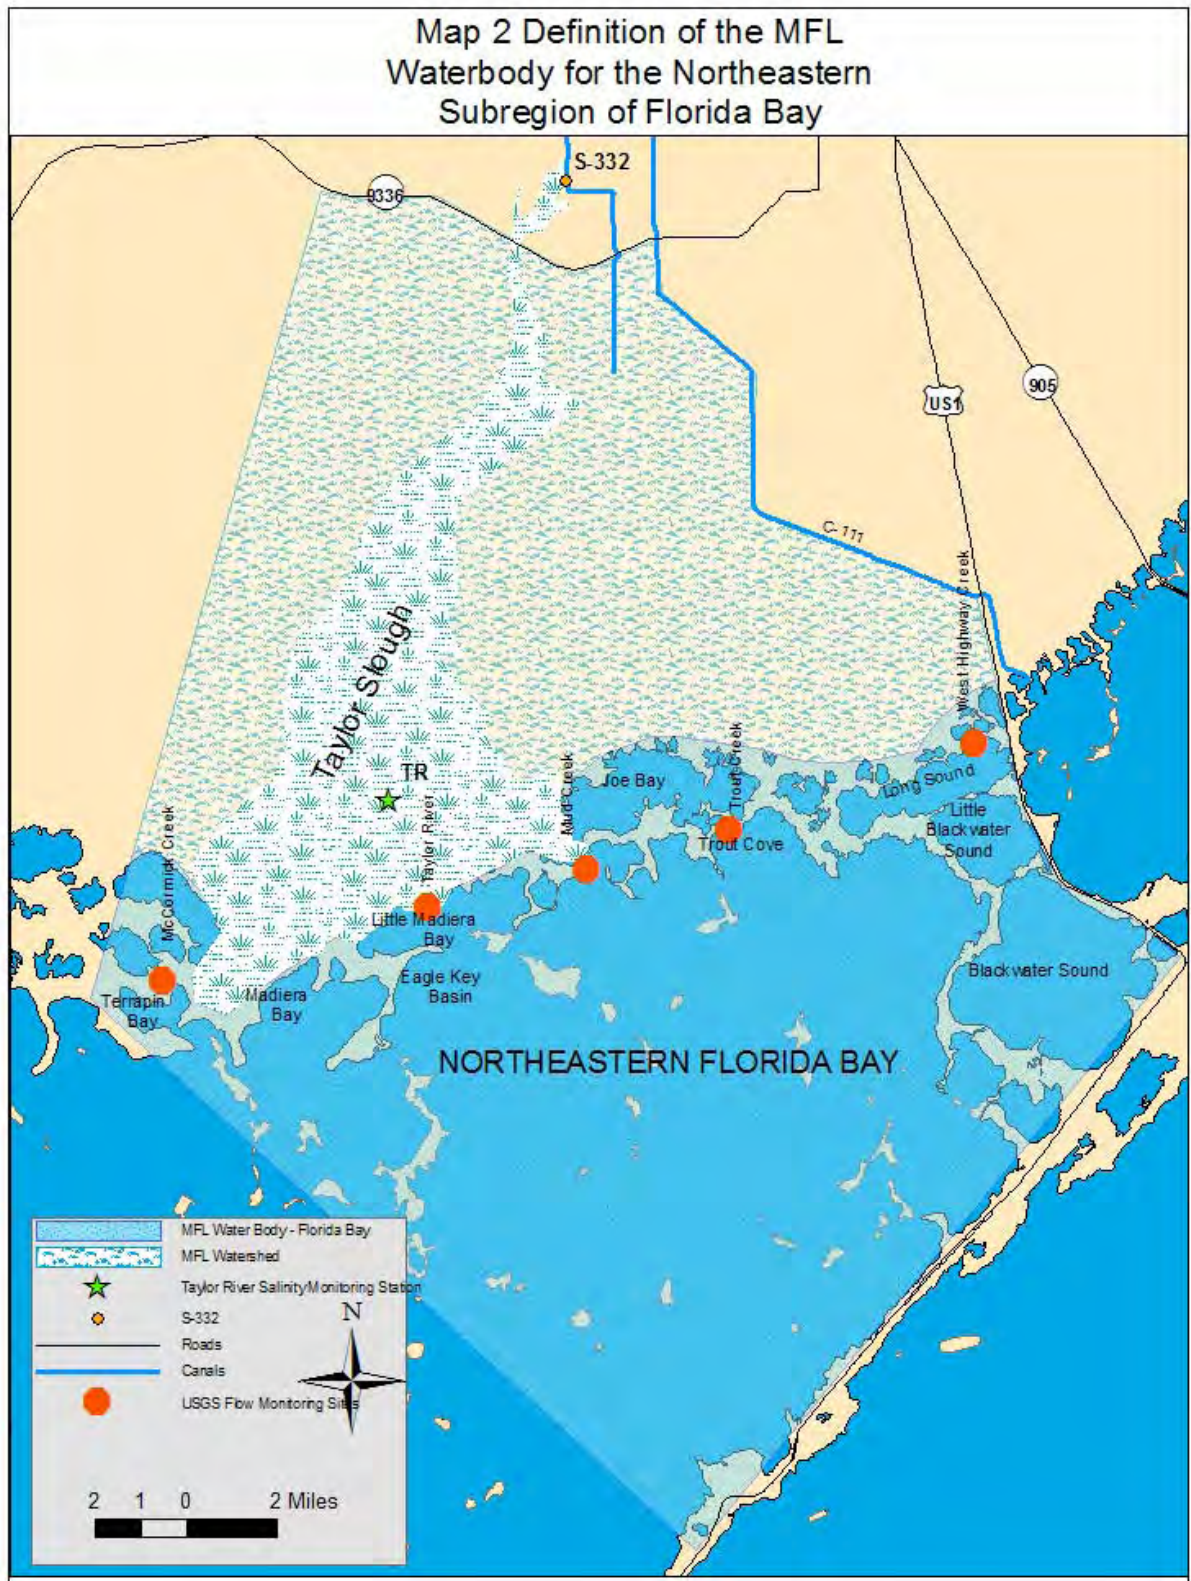 Map 2 Definition of the MFL
Waterbody for the Northeastern
Subregion of Florida Bay
S-332
9336
905
US1
C-111
West Highway Creek
Taylor Slough
TR
Taylor River
Mud Creek
Joe Bay
Trout Creek
Trout Cove
Long Sound
Little
Blackwater
Sound
McCormick Creek
Little Madiera
Bay
Eagle Key
Basin
Madiera
Bay
Terrapin
Bay
Blackwater Sound
NORTHEASTERN FLORIDA BAY
MFL Water Body - Florida Bay
MFL Watershed
Taylor River Salinity Monitoring Station
S-332
Roads
Canals
USGS Flow Monitoring Sites
N
2 1 0 2 Miles